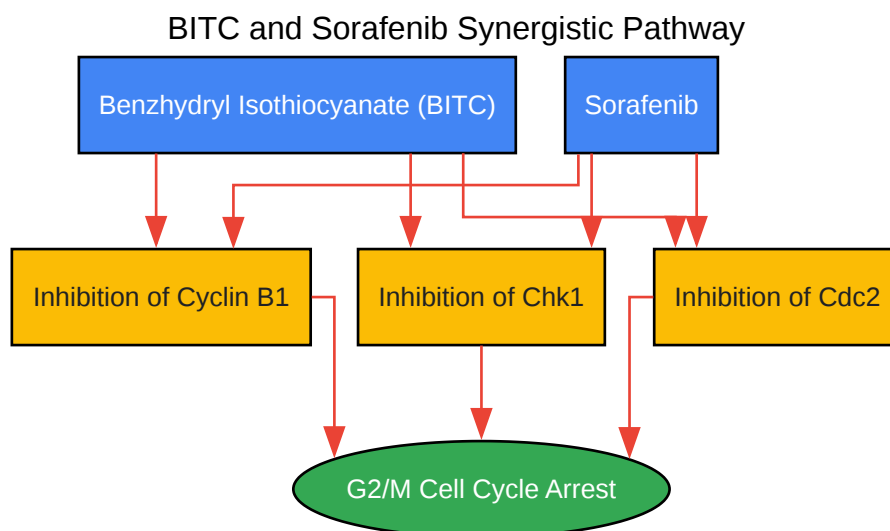 BITC and Sorafenib Synergistic Pathway
Benzhydryl Isothiocyanate (BITC)
Sorafenib
Inhibition of Cyclin B1
Inhibition of Chk1
Inhibition of Cdc2
G2/M Cell Cycle Arrest